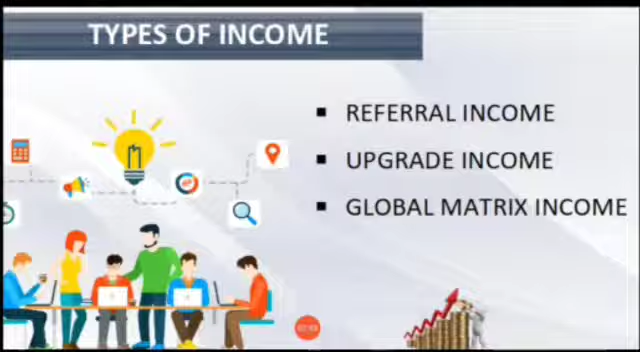 TYPES OF INCOME
REFERRAL INCOME
UPGRADE INCOME
GLOBAL MATRIX INCOME